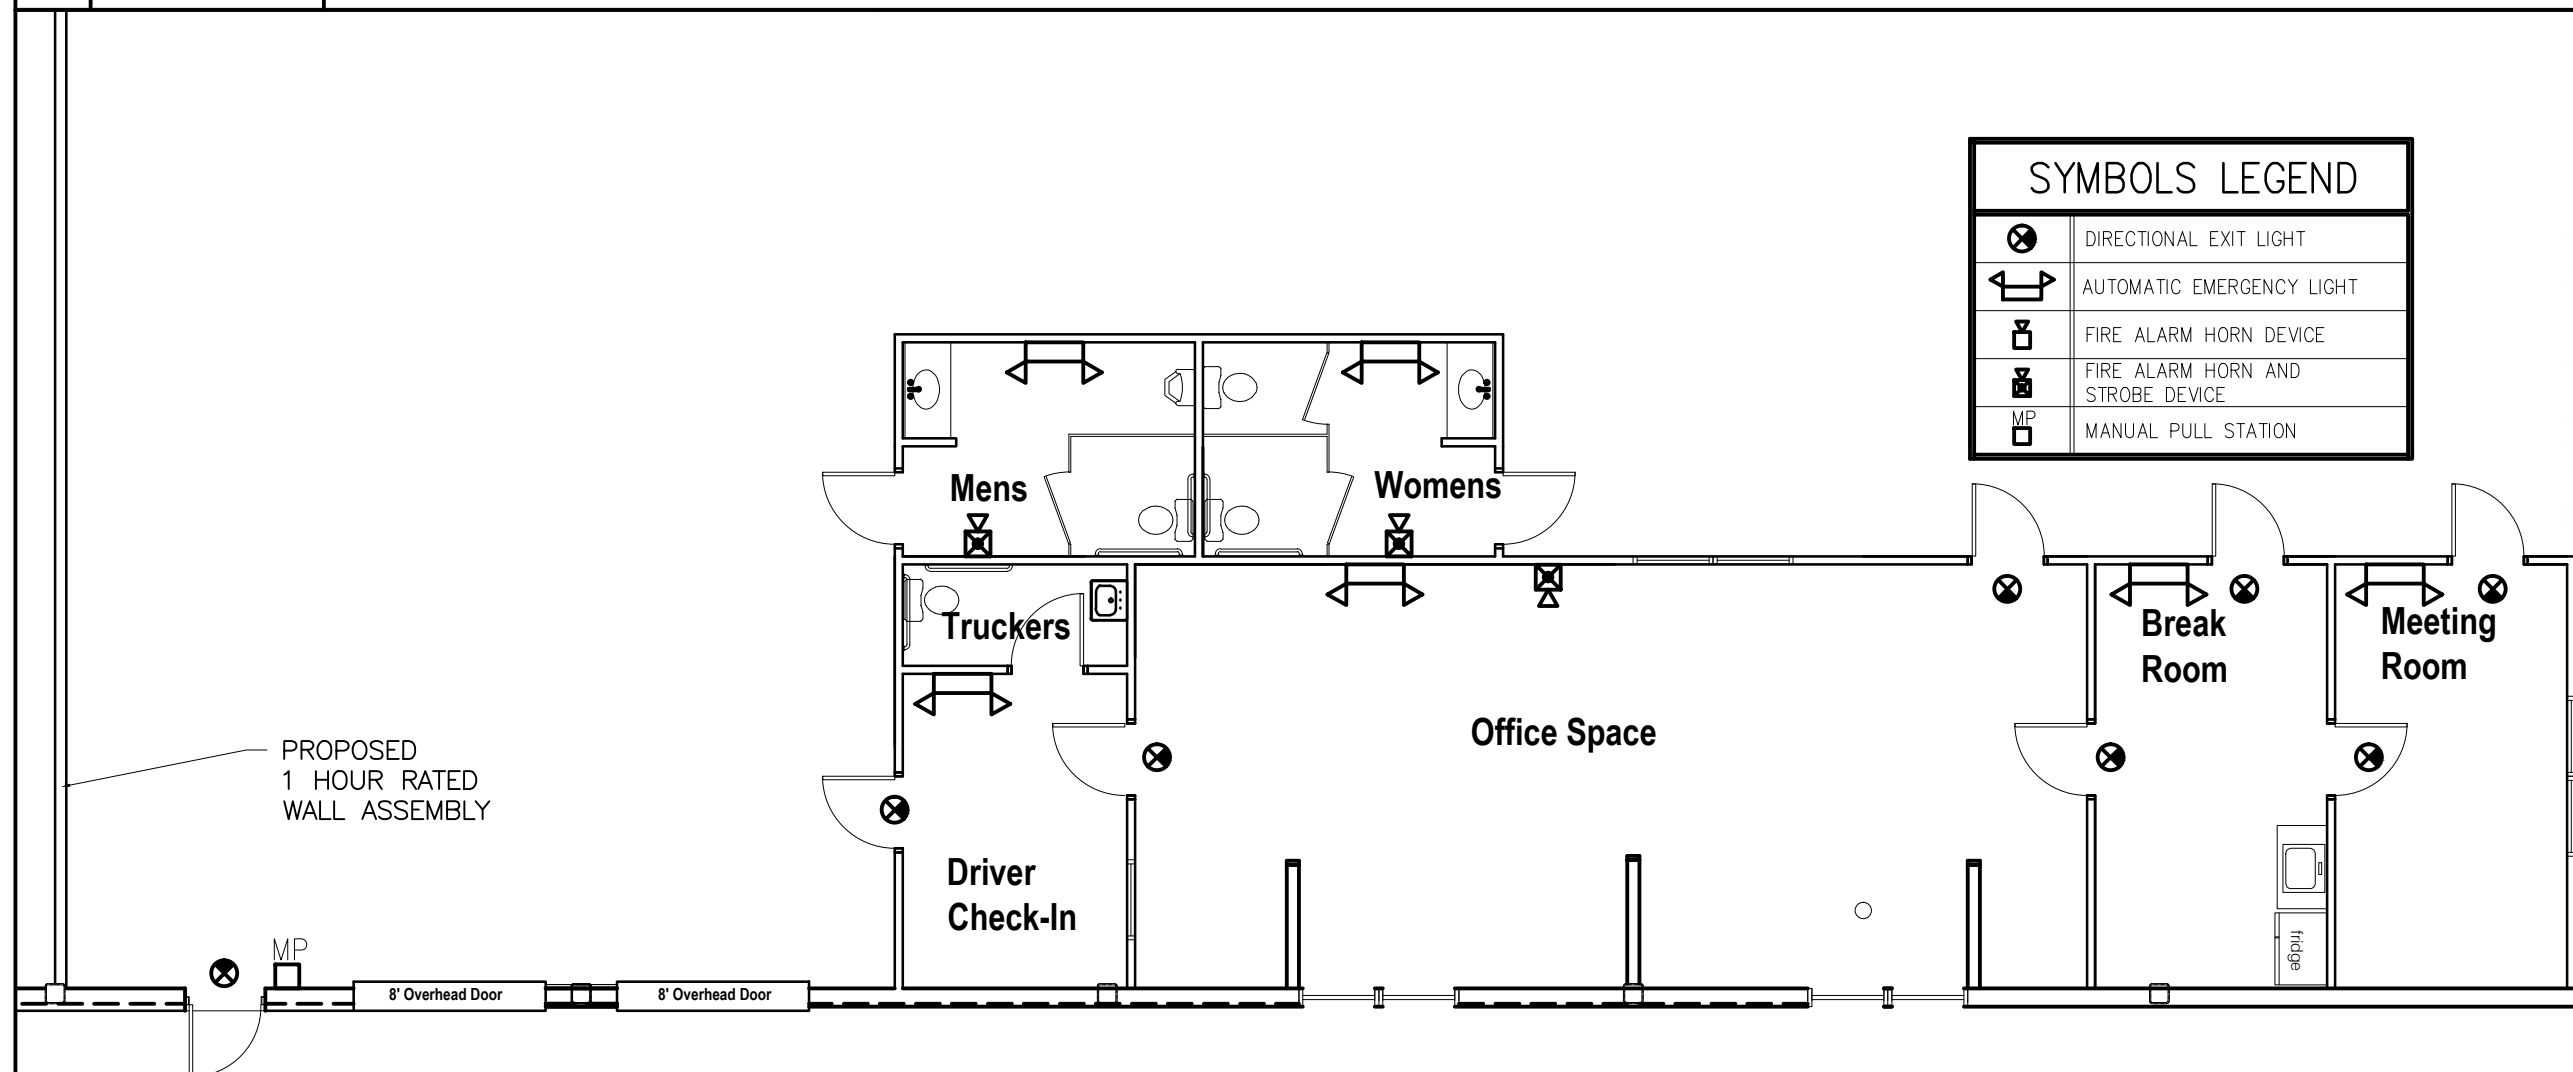 SYMBOLS LEGEND
DIRECTIONAL EXIT LIGHT
AUTOMATIC EMERGENCY LIGHT
FIRE ALARM HORN DEVICE
FIRE ALARM HORN AND
STROBE DEVICE
MP
MANUAL PULL STATION
Mens
Womens
Truckers
Break
Room
Meeting
Room
Office Space
PROPOSED
1 HOUR RATED
WALL ASSEMBLY
Driver
Check-In
fridge
MP
8' Overhead Door
8' Overhead Door